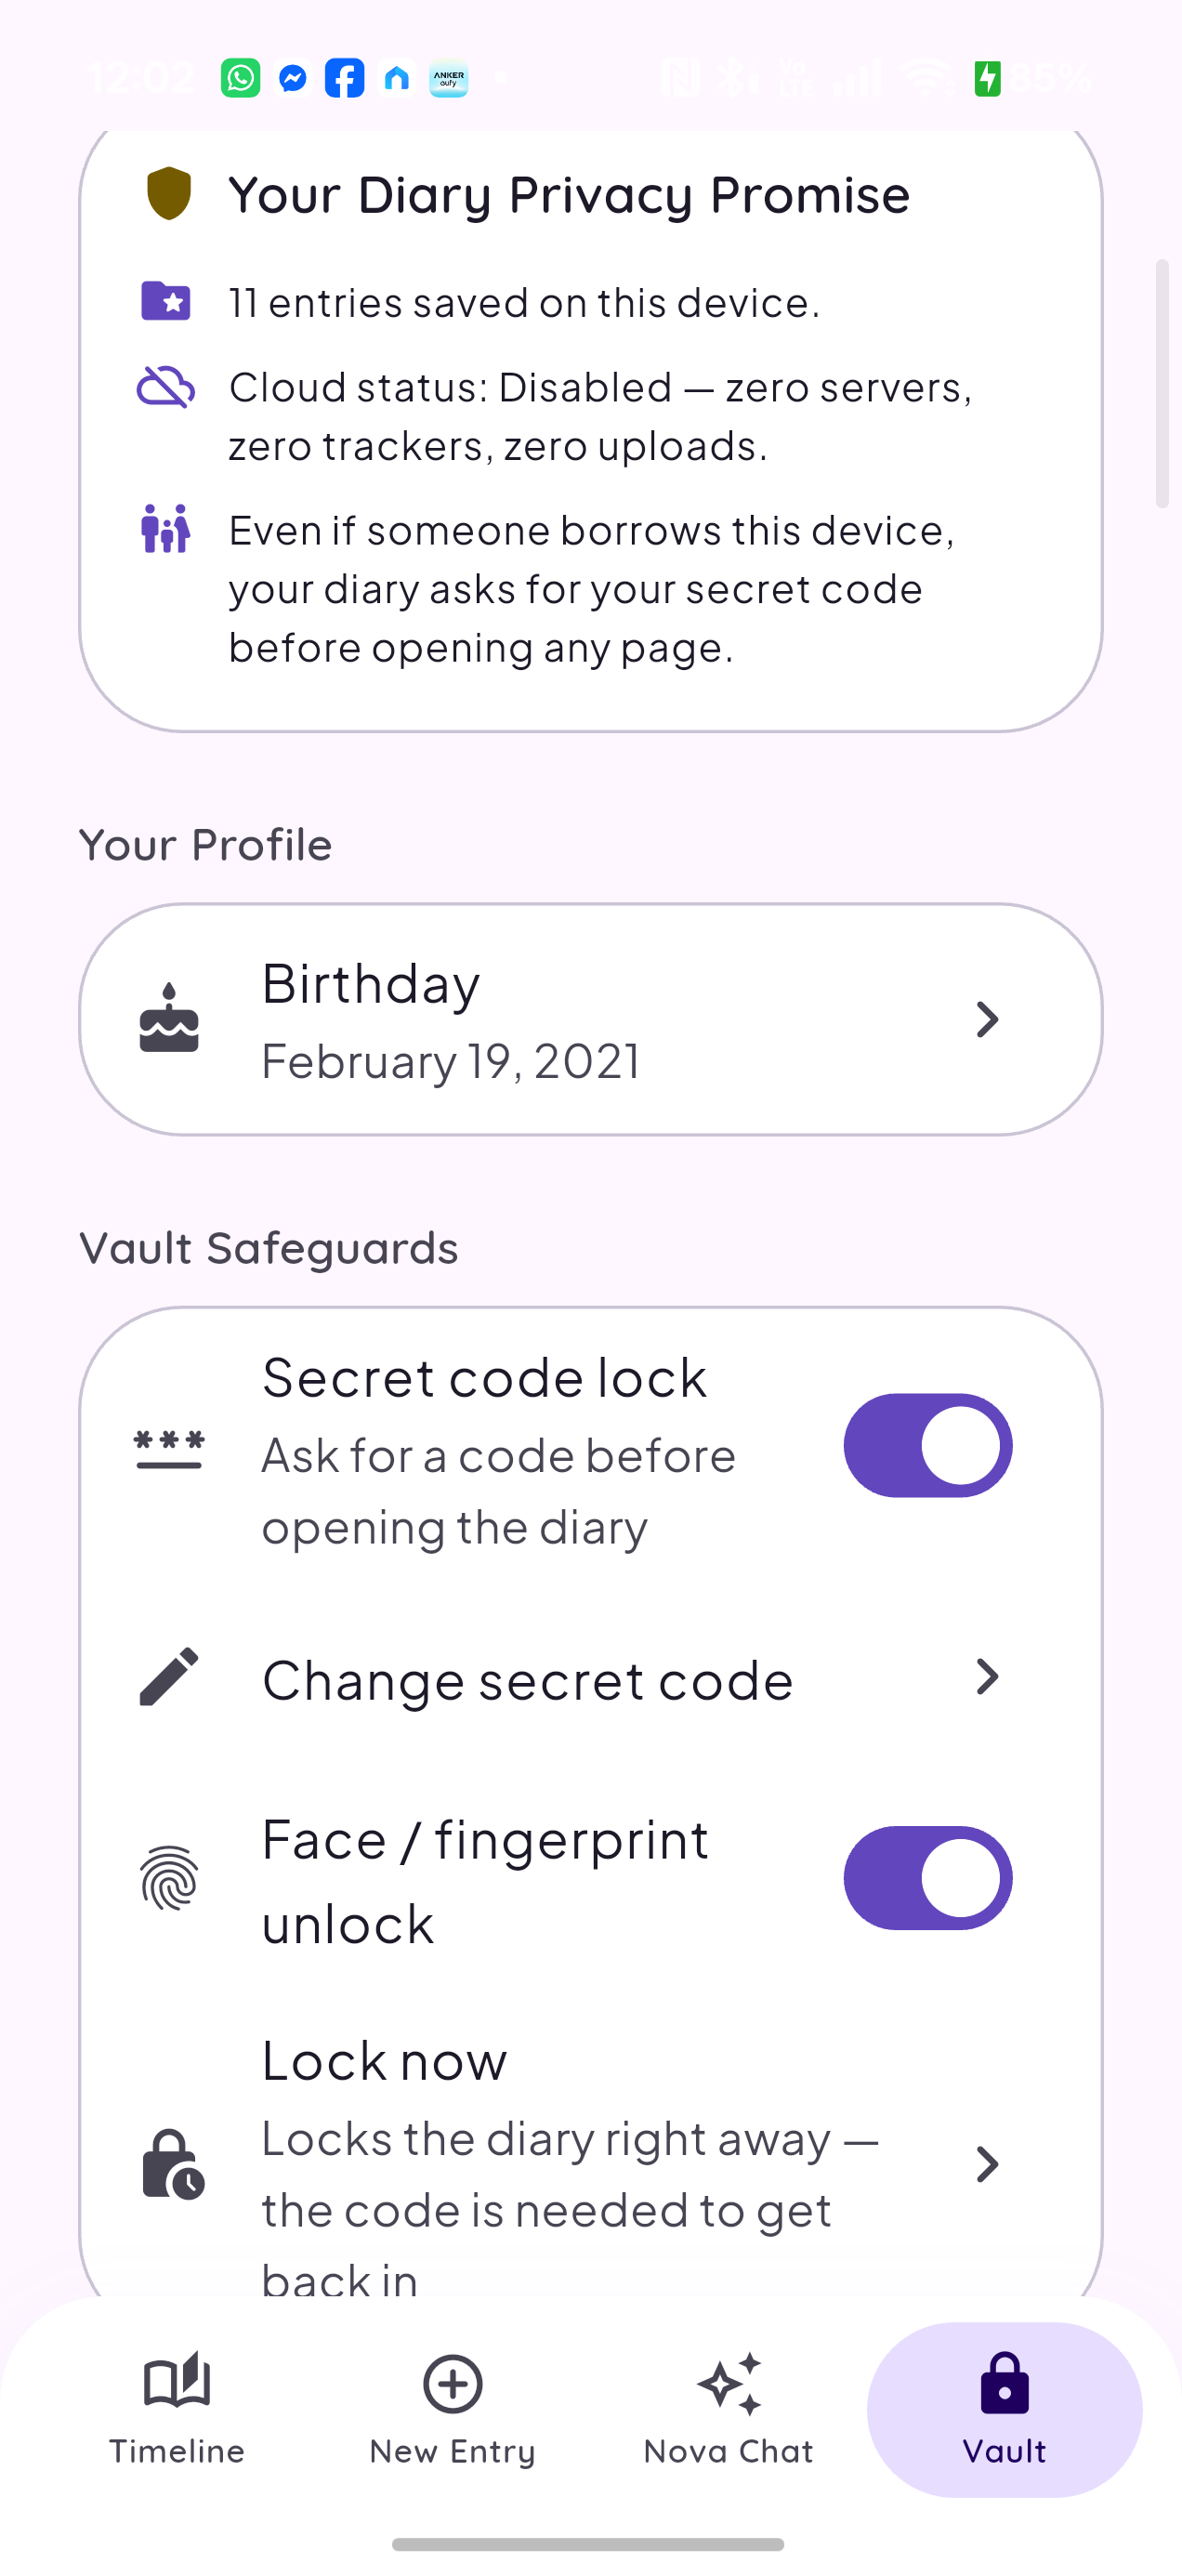 12:02
ANKER
eufy
LTE
85%
Your Diary Privacy Promise
11 entries saved on this device.
Cloud status: Disabled — zero servers,
zero trackers, zero uploads.
Even if someone borrows this device,
your diary asks for your secret code
before opening any page.
Your Profile
Birthday
February 19, 2021
Vault Safeguards
Secret code lock
Ask for a code before
opening the diary
Change secret code
Face / fingerprint
unlock
Lock now
Locks the diary right away —
the code is needed to get
back in
Timeline
New Entry
Nova Chat
Vault